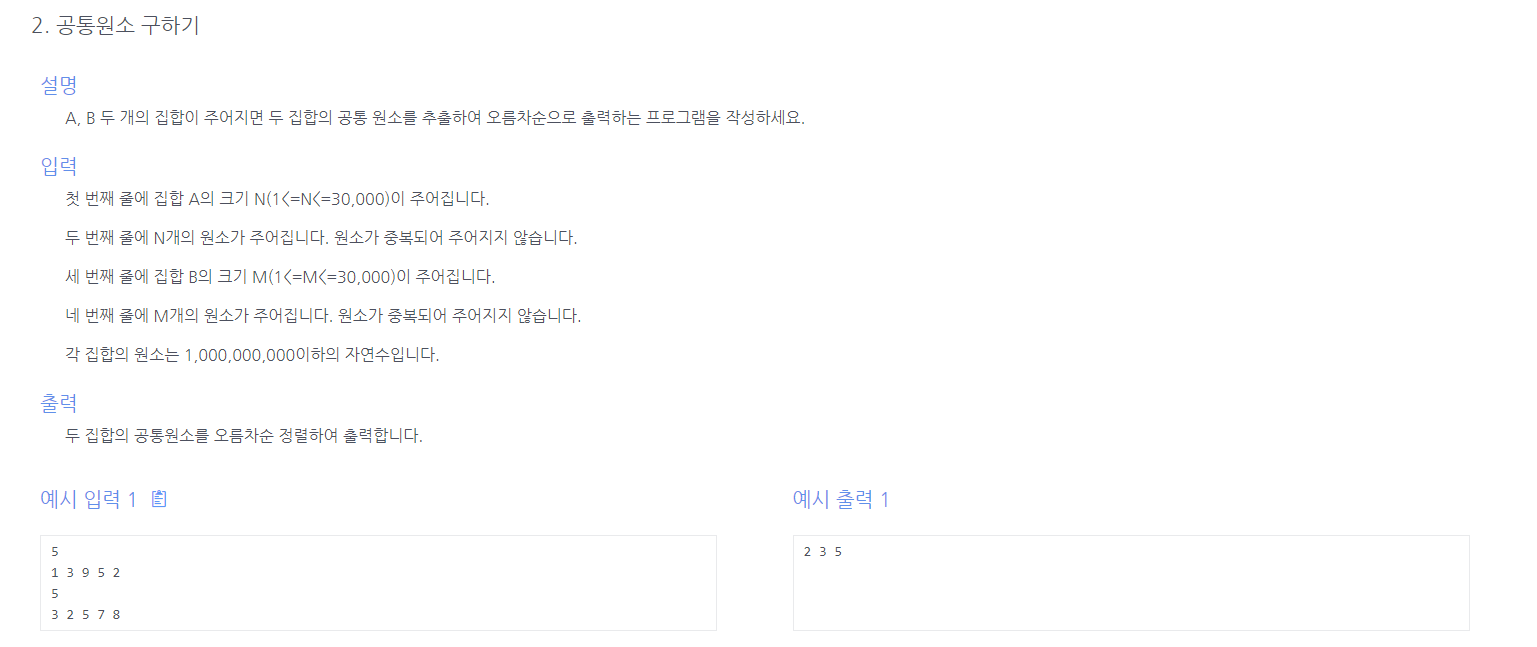 2. 공통원소 구하기
설명
A, B 두 개의 집합이 주어지면 두 집합의 공통 원소를 추출하여 오름차순으로 출력하는 프로그램을 작성하세요.
입력
첫 번째 줄에 집합 A의 크기 N(1<=N<=30,000)이 주어집니다.
두 번째 줄에 N개의 원소가 주어집니다. 원소가 중복되어 주어지지 않습니다.
세 번째 줄에 집합 B의 크기 M(1<=M<=30,000)이 주어집니다.
네 번째 줄에 M개의 원소가 주어집니다. 원소가 중복되어 주어지지 않습니다.
각 집합의 원소는 1,000,000,000이하의 자연수입니다.
출력
두 집합의 공통원소를 오름차순 정렬하여 출력합니다.
예시 입력 1
5
1 3 9 5 2
5
3 2 5 7 8
예시 출력 1
2 3 5